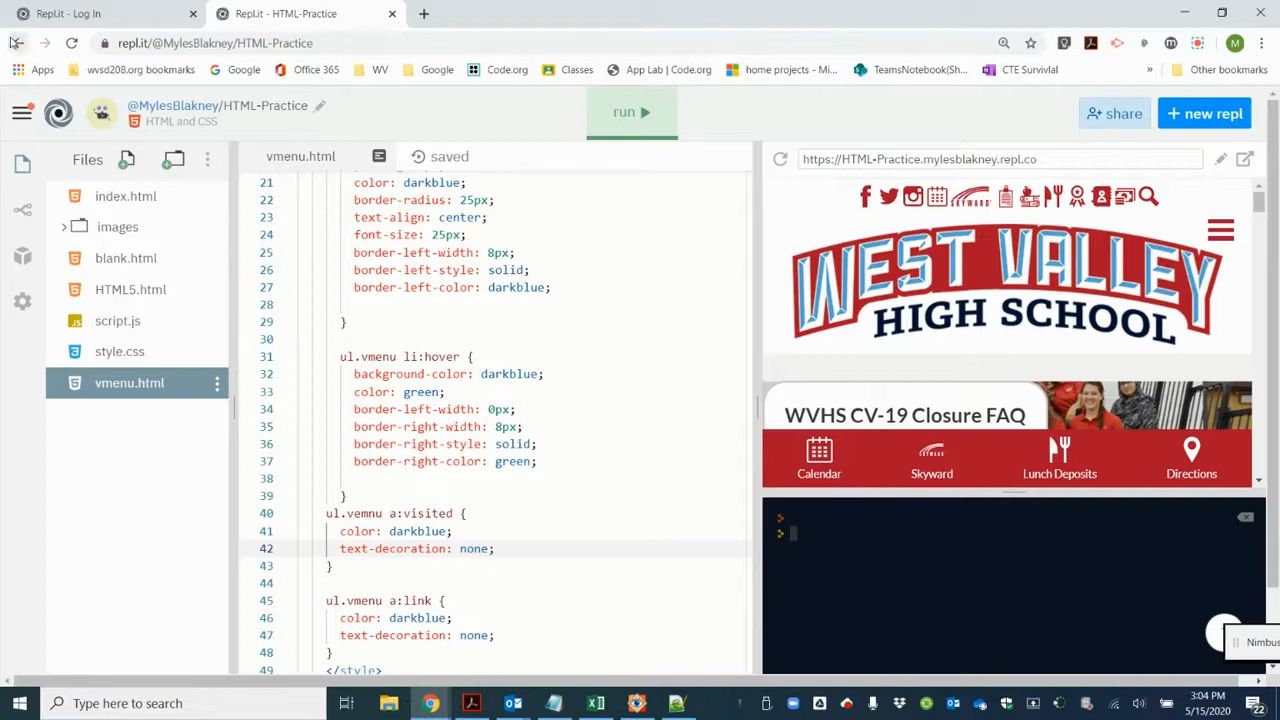 Repl.it - Log In
Repl.it - HTML-Practice
repl.it/@MylesBlakney/HTML-Practice
M
Apps
wvsd208.org bookmarks
Google
Office 365
WV
Google
Code.org
Classes
App Lab | Code.org
home projects - Mi...
TeamsNotebook(Sh...
CTE Survivlal
»
Other bookmarks
@MylesBlakney/HTML-Practice
HTML and CSS
run
share
+ new repl
Files
vmenu.html
saved
https://HTML-Practice.mylesblakney.repl.co
index.html
images
blank.html
HTML5.html
script.js
style.css
vmenu.html
21 color: darkblue;
22 border-radius: 25px;
23 text-align: center;
24 font-size: 25px;
25 border-left-width: 8px;
26 border-left-style: solid;
27 border-left-color: darkblue;
28
29 }
30
31 ul.vmenu li:hover {
32 background-color: darkblue;
33 color: green;
34 border-left-width: 0px;
35 border-right-width: 8px;
36 border-right-style: solid;
37 border-right-color: green;
38
39 }
40 ul.vemnu a:visited {
41 color: darkblue;
42 text-decoration: none;
43 }
44
45 ul.vmenu a:link {
46 color: darkblue;
47 text-decoration: none;
48 }
49 </style>
SKYWARD
WEST VALLEY
HIGH SCHOOL
WVHS CV-19 Closure FAQ
SKYWARD
Calendar
Skyward
Lunch Deposits
Directions
>
>
Nimbus
Type here to search
3:04 PM
5/15/2020
22